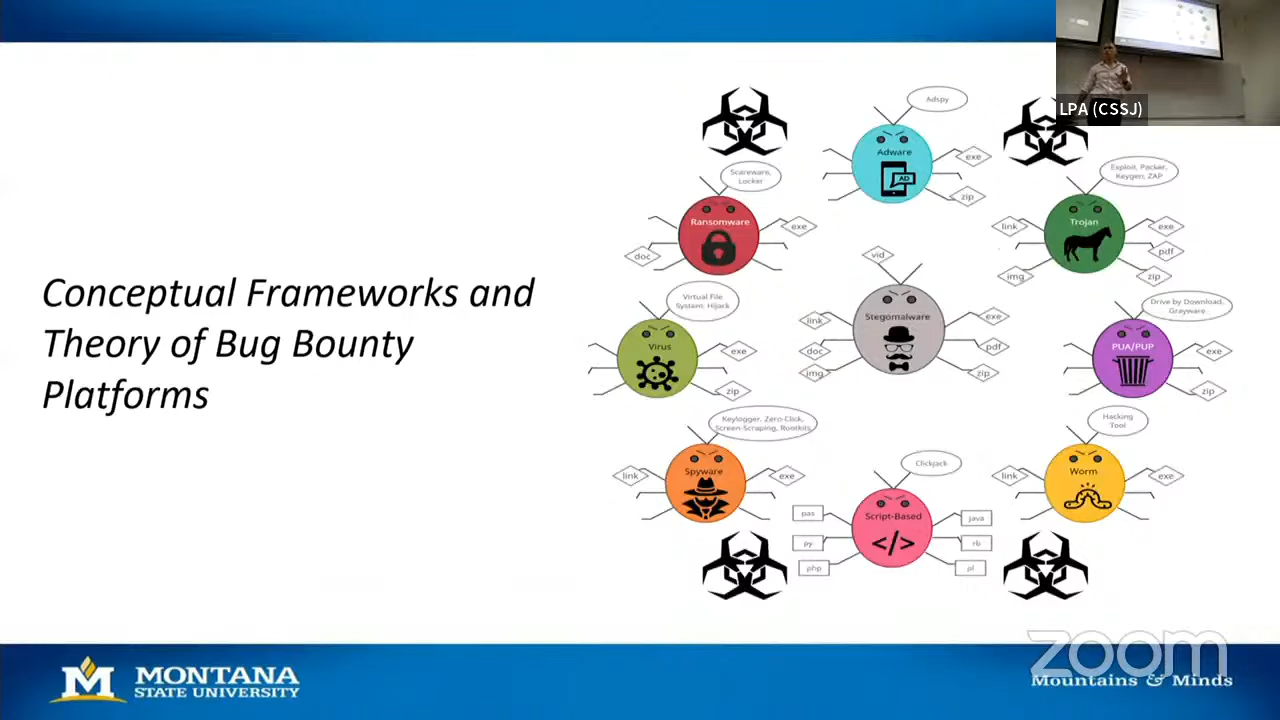 LPA (CSSJ)
Conceptual Frameworks and
Theory of Bug Bounty
Platforms
Adspy
Adware
AD
exe
zip
Scareware,
Locker
Ransomware
exe
doc
Exploit, Packer,
Keygen, ZAP
Trojan
link
exe
pdf
img
zip
Virtual File
System, Hijack
Virus
exe
zip
vid
Stegomalware
link
exe
doc
pdf
img
zip
Drive by Download,
Grayware
PUA/PUP
exe
zip
Keylogger, Zero-Click,
Screen-Scraping, Rootkits
Spyware
link
exe
Clickjack
Script-Based
</>
pas
java
py
rb
php
pl
Hacking
Tool
Worm
link
exe
M MONTANA
STATE UNIVERSITY
zoom
Mountains & Minds